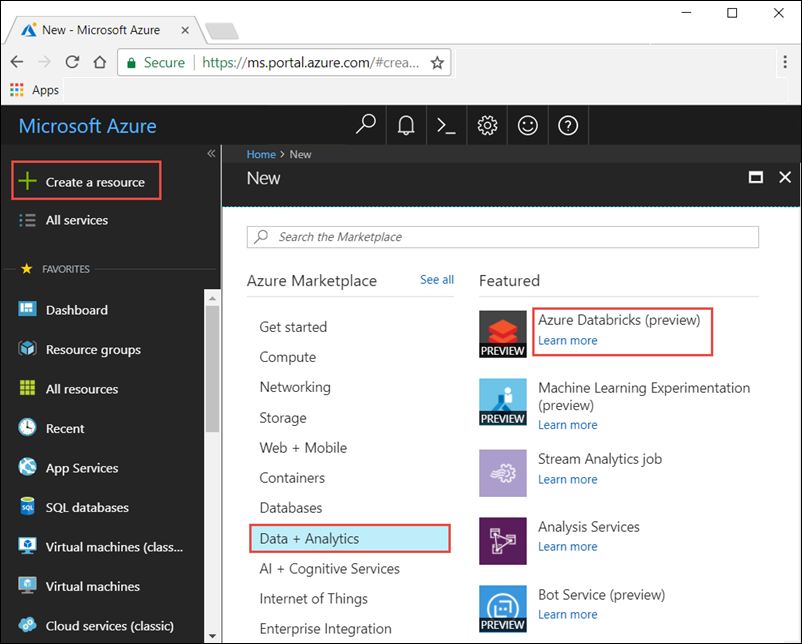 New - Microsoft Azure
Secure https://ms.portal.azure.com/#crea...
Apps
Microsoft Azure
Create a resource
All services
FAVORITES
Dashboard
Resource groups
All resources
Recent
App Services
SQL
SQL databases
Virtual machines (class...
Virtual machines
Cloud services (classic)
Home > New
New
Search the Marketplace
Azure Marketplace See all
Get started
Compute
Networking
Storage
Web + Mobile
Containers
Databases
Data + Analytics
AI + Cognitive Services
Internet of Things
Enterprise Integration
Featured
Azure Databricks (preview)
Learn more
PREVIEW
Machine Learning Experimentation
(preview)
Learn more
PREVIEW
Stream Analytics job
Learn more
Analysis Services
Learn more
Bot Service (preview)
Learn more
PREVIEW